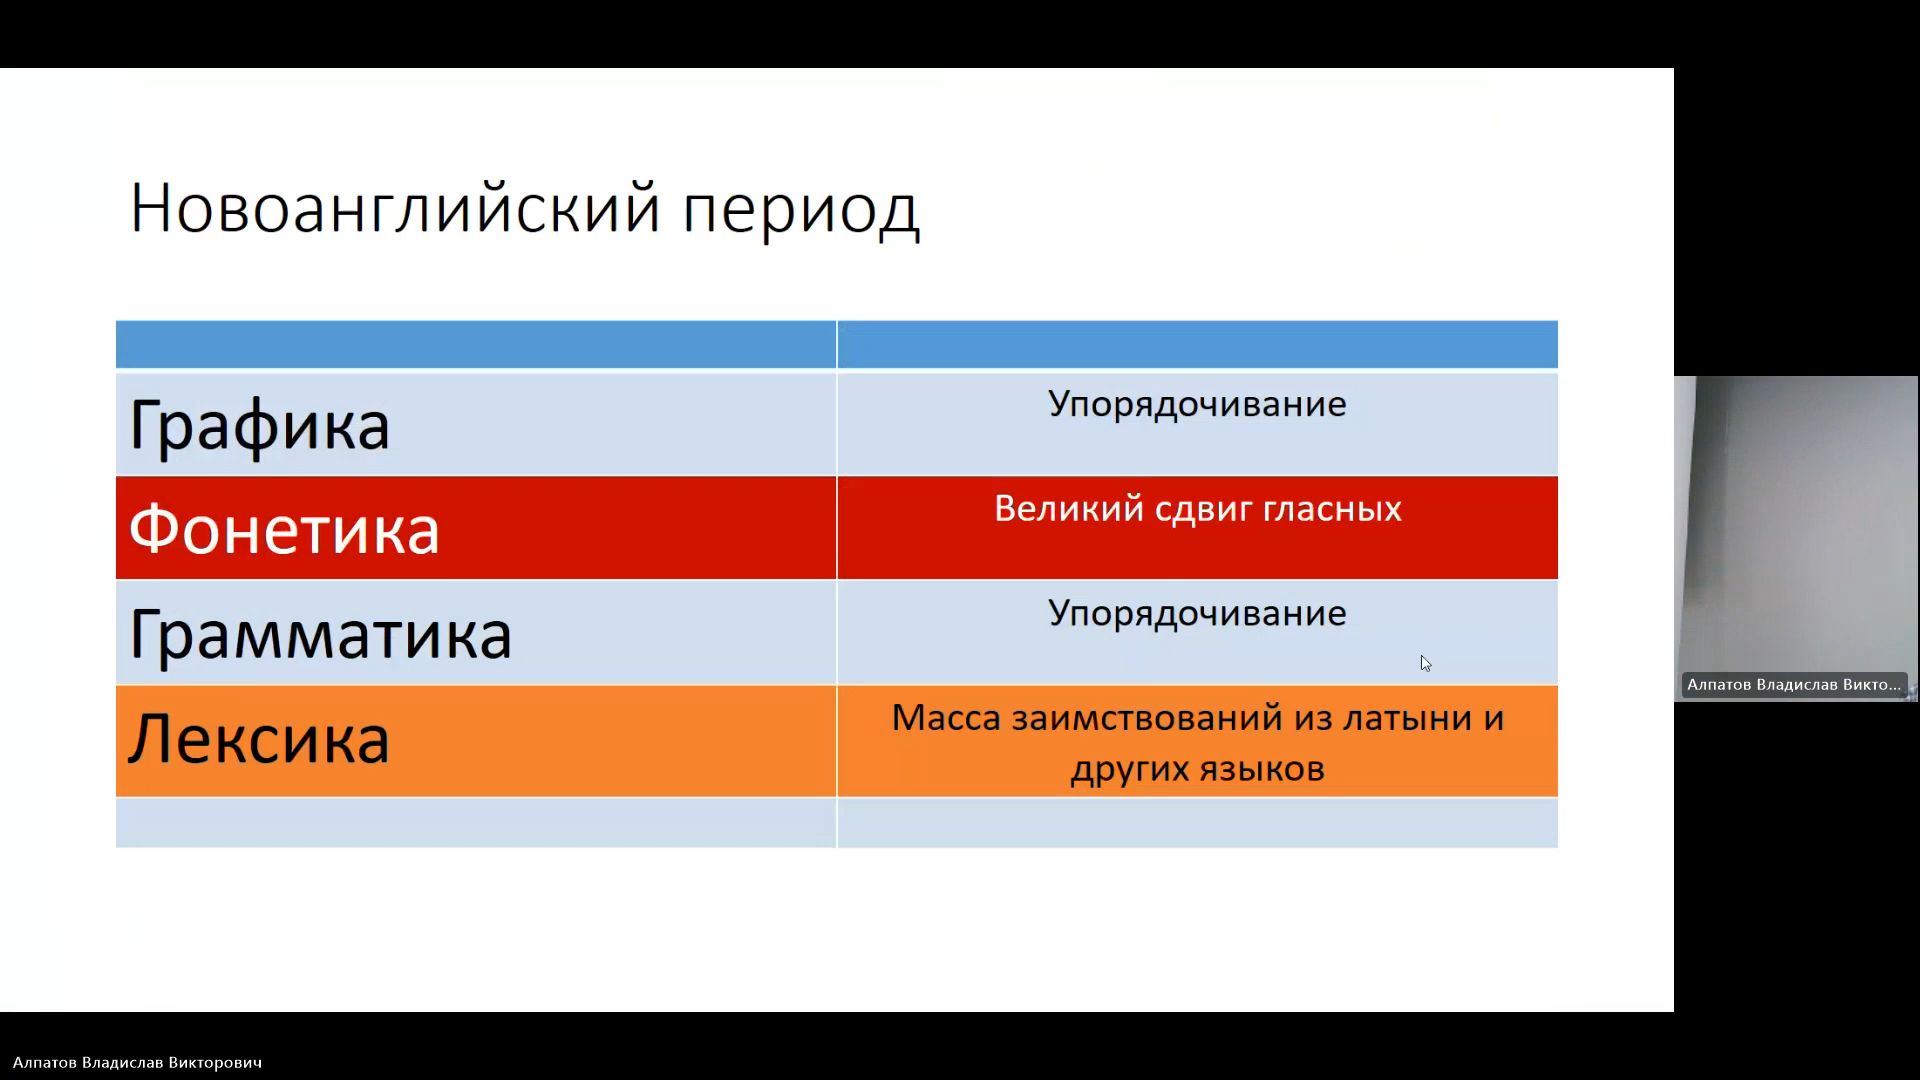 Новоанглийский период
Графика
Упорядочивание
Фонетика
Великий сдвиг гласных
Грамматика
Упорядочивание
Лексика
Масса заимствований из латыни и
других языков
Алпатов Владислав Викто...
Алпатов Владислав Викторович